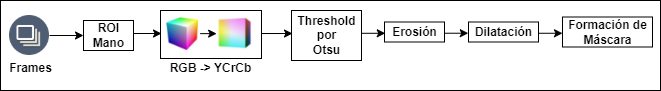 Frames
ROI
Mano
RGB -> YCrCb
Threshold
por
Otsu
Erosión
Dilatación
Formación de
Máscara